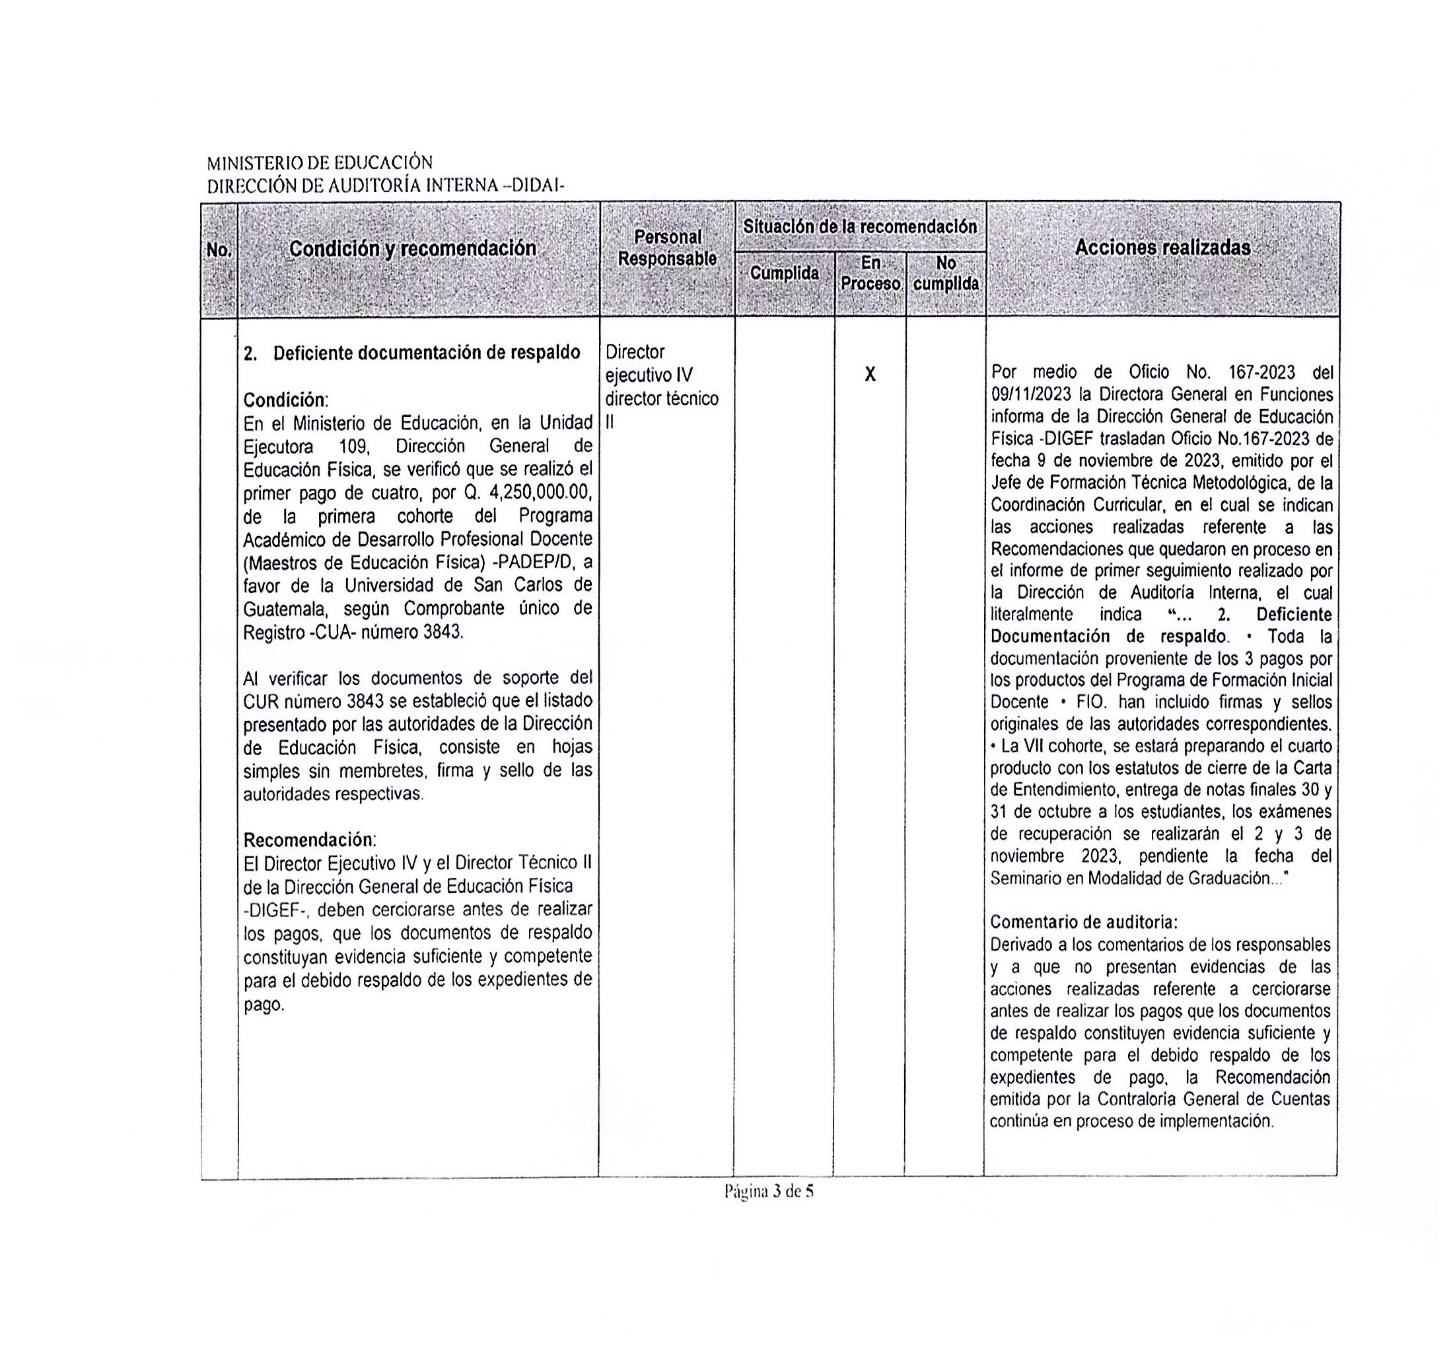 MINISTERIO DE EDUCACIÓN
DIRECCIÓN DE AUDITORÍA INTERNA –DIDAI-
No.
Condición y recomendación
Personal
Responsable
Situación de la recomendación
Cumplida
En
Proceso
No
cumplida
Acciones realizadas
2. Deficiente documentación de respaldo
Condición:
En el Ministerio de Educación, en la Unidad
Ejecutora 109, Dirección General de
Educación Física, se verificó que se realizó el
primer pago de cuatro, por Q. 4,250,000.00,
de la primera cohorte del Programa
Académico de Desarrollo Profesional Docente
(Maestros de Educación Física) -PADEP/D, a
favor de la Universidad de San Carlos de
Guatemala, según Comprobante único de
Registro -CUA- número 3843.
Al verificar los documentos de soporte del
CUR número 3843 se estableció que el listado
presentado por las autoridades de la Dirección
de Educación Física, consiste en hojas
simples sin membretes, firma y sello de las
autoridades respectivas.
Recomendación:
El Director Ejecutivo IV y el Director Técnico II
de la Dirección General de Educación Física
-DIGEF-, deben cerciorarse antes de realizar
los pagos, que los documentos de respaldo
constituyan evidencia suficiente y competente
para el debido respaldo de los expedientes de
pago.
Director
ejecutivo IV
director técnico
II
X
Por medio de Oficio No. 167-2023 del
09/11/2023 la Directora General en Funciones
informa de la Dirección General de Educación
Física -DIGEF trasladan Oficio No.167-2023 de
fecha 9 de noviembre de 2023, emitido por el
Jefe de Formación Técnica Metodológica, de la
Coordinación Curricular, en el cual se indican
las acciones realizadas referente a las
Recomendaciones que quedaron en proceso en
el informe de primer seguimiento realizado por
la Dirección de Auditoría Interna, el cual
literalmente indica “... 2. Deficiente
Documentación de respaldo. • Toda la
documentación proveniente de los 3 pagos por
los productos del Programa de Formación Inicial
Docente • FIO. han incluido firmas y sellos
originales de las autoridades correspondientes.
• La VII cohorte, se estará preparando el cuarto
producto con los estatutos de cierre de la Carta
de Entendimiento, entrega de notas finales 30 y
31 de octubre a los estudiantes, los exámenes
de recuperación se realizarán el 2 y 3 de
noviembre 2023, pendiente la fecha del
Seminario en Modalidad de Graduación..."
Comentario de auditoria:
Derivado a los comentarios de los responsables
y a que no presentan evidencias de las
acciones realizadas referente a cerciorarse
antes de realizar los pagos que los documentos
de respaldo constituyen evidencia suficiente y
competente para el debido respaldo de los
expedientes de pago, la Recomendación
emitida por la Contraloría General de Cuentas
continúa en proceso de implementación.
Página 3 de 5